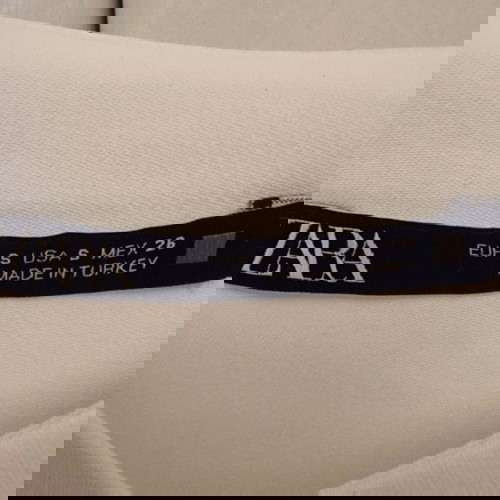 EUR S USA S MEX 26
MADE IN TURKEY
ZARA